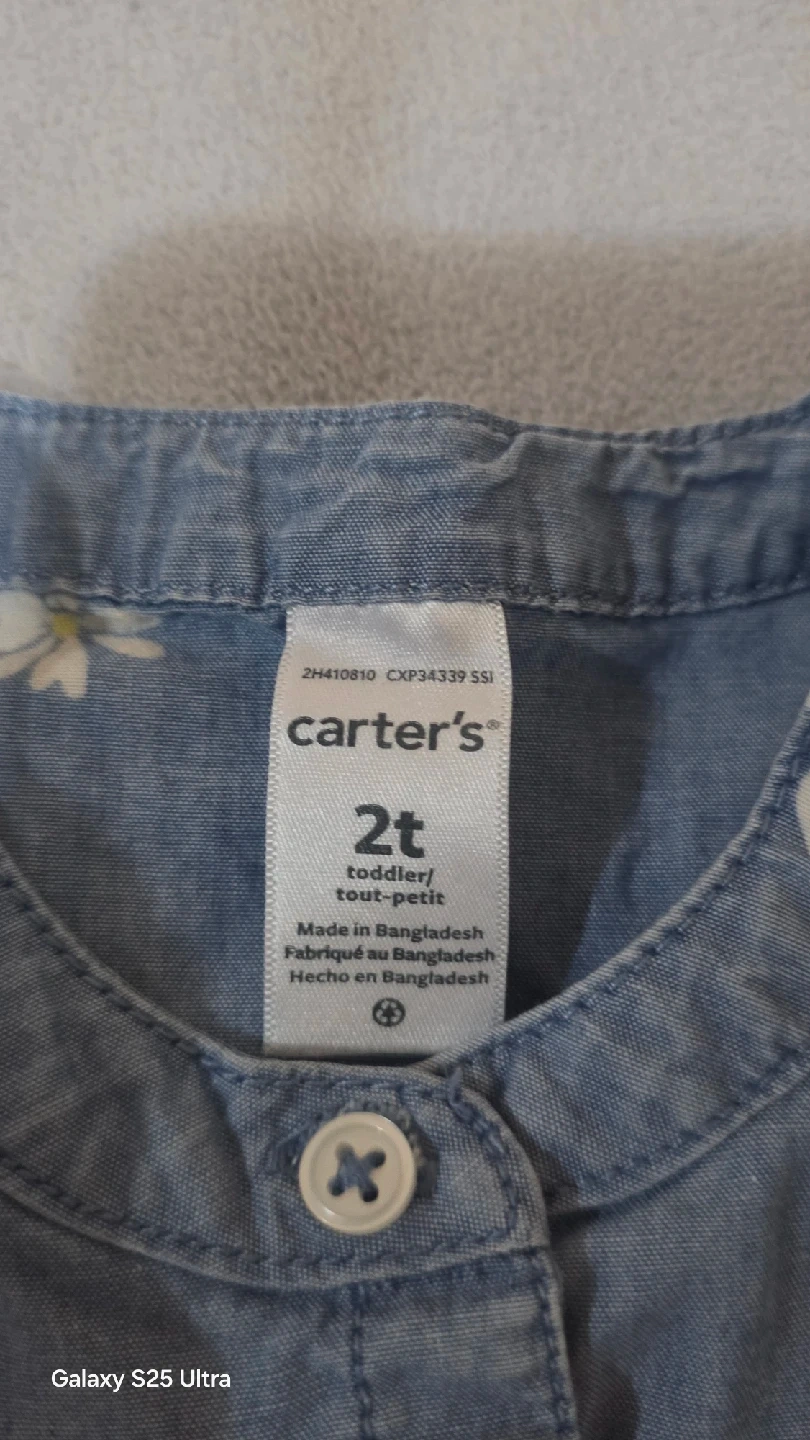 2H410810 CXP34339 SSI
carter's®
2t
toddler/
tout-petit
Made in Bangladesh
Fabriqué au Bangladesh
Hecho en Bangladesh
Galaxy S25 Ultra